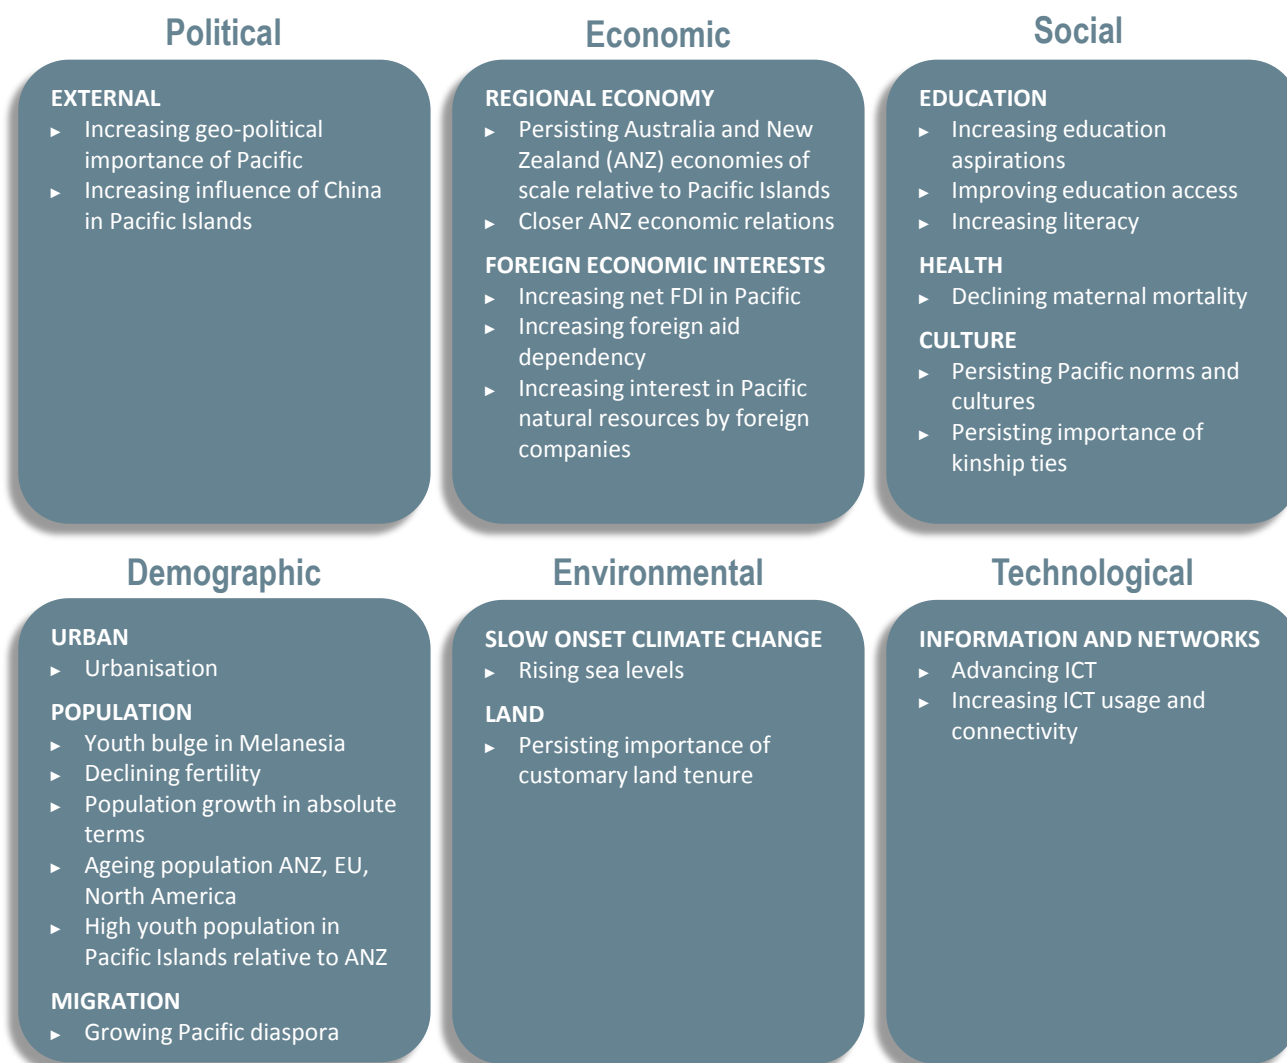 Political
EXTERNAL
► Increasing geo-political
importance of Pacific
► Increasing influence of China
in Pacific Islands
Economic
REGIONAL ECONOMY
► Persisting Australia and New
Zealand (ANZ) economies of
scale relative to Pacific Islands
► Closer ANZ economic relations
FOREIGN ECONOMIC INTERESTS
► Increasing net FDI in Pacific
► Increasing foreign aid
dependency
► Increasing interest in Pacific
natural resources by foreign
companies
Social
EDUCATION
► Increasing education
aspirations
► Improving education access
► Increasing literacy
HEALTH
► Declining maternal mortality
CULTURE
► Persisting Pacific norms and
cultures
► Persisting importance of
kinship ties
Demographic
URBAN
► Urbanisation
POPULATION
► Youth bulge in Melanesia
► Declining fertility
► Population growth in absolute
terms
► Ageing population ANZ, EU,
North America
► High youth population in
Pacific Islands relative to ANZ
MIGRATION
► Growing Pacific diaspora
Environmental
SLOW ONSET CLIMATE CHANGE
► Rising sea levels
LAND
► Persisting importance of
customary land tenure
Technological
INFORMATION AND NETWORKS
► Advancing ICT
► Increasing ICT usage and
connectivity